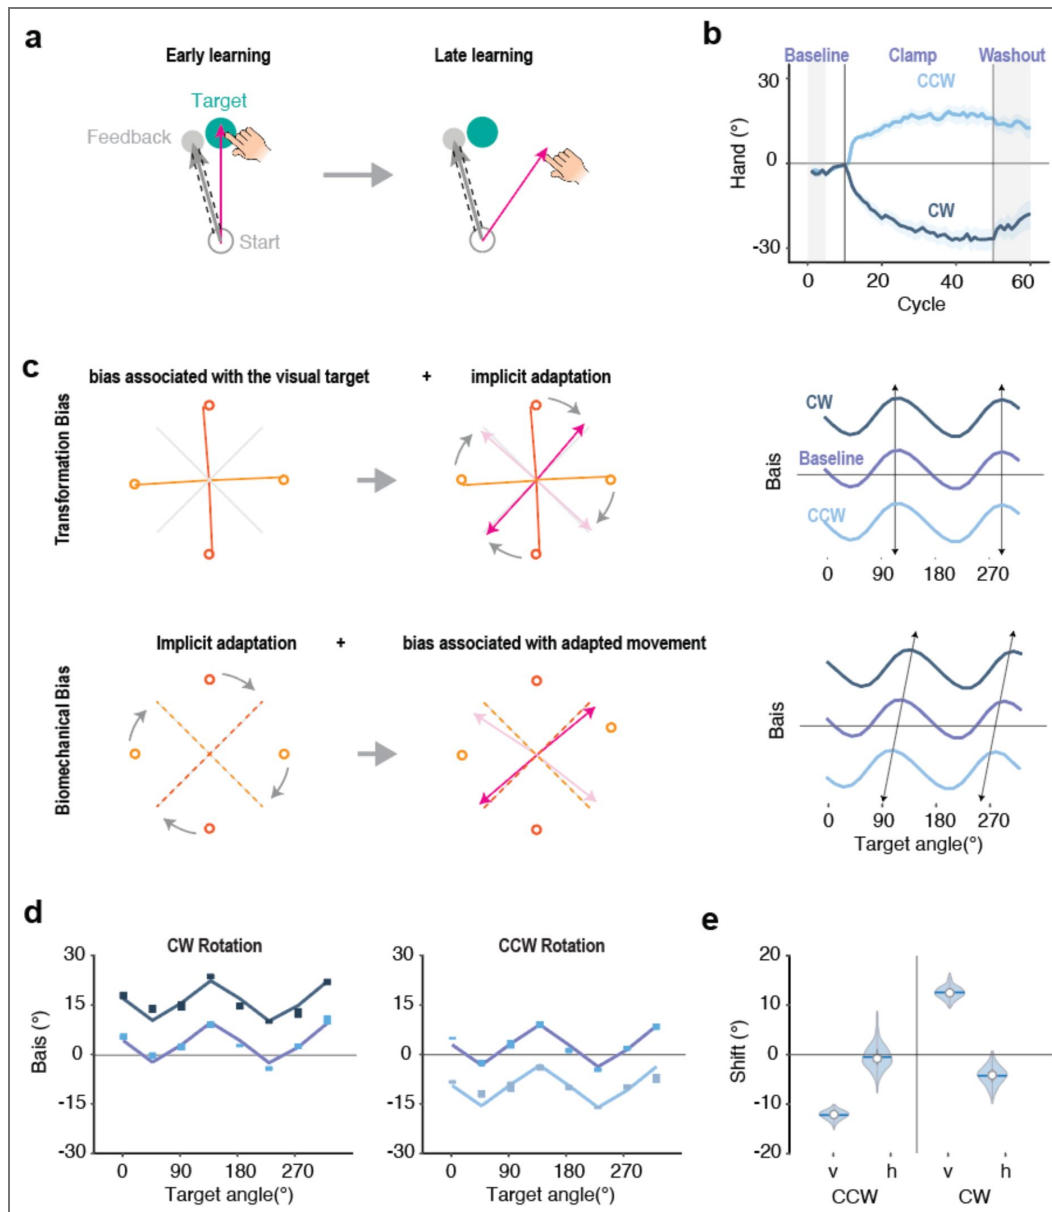 a
Early learning
Late learning
Target
Feedback
Start
b
Baseline
Clamp
Washout
CCW
CW
Hand (°)
30
0
-30
0
20
40
60
Cycle
c
bias associated with the visual target + implicit adaptation
Transformation Bias
CW
Baseline
CCW
Bais
0
90
180
270
Implicit adaptation + bias associated with adapted movement
Biomechanical Bias
Bais
0
90
180
270
Target angle(°)
d
CW Rotation
Bais (°)
30
15
0
-15
-30
0
90
180
270
Target angle(°)
CCW Rotation
30
15
0
-15
-30
0
90
180
270
Target angle(°)
e
Shift (°)
20
10
0
-10
-20
v
h
v
h
CCW
CW